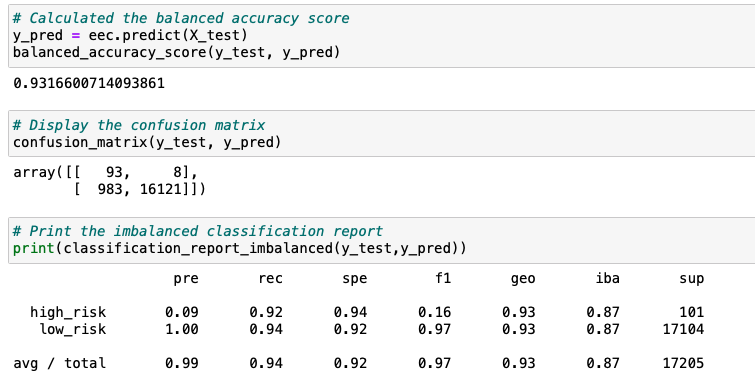 # Calculated the balanced accuracy score
y_pred = eec.predict(X_test)
balanced_accuracy_score(y_test, y_pred)
0.9316600714093861
# Display the confusion matrix
confusion_matrix(y_test, y_pred)
array([[   93,     8],
       [  983, 16121]])
# Print the imbalanced classification report
print(classification_report_imbalanced(y_test,y_pred))
pre rec spe f1 geo iba sup
high_risk 0.09 0.92 0.94 0.16 0.93 0.87 101
low_risk 1.00 0.94 0.92 0.97 0.93 0.87 17104
avg / total 0.99 0.94 0.92 0.97 0.93 0.87 17205